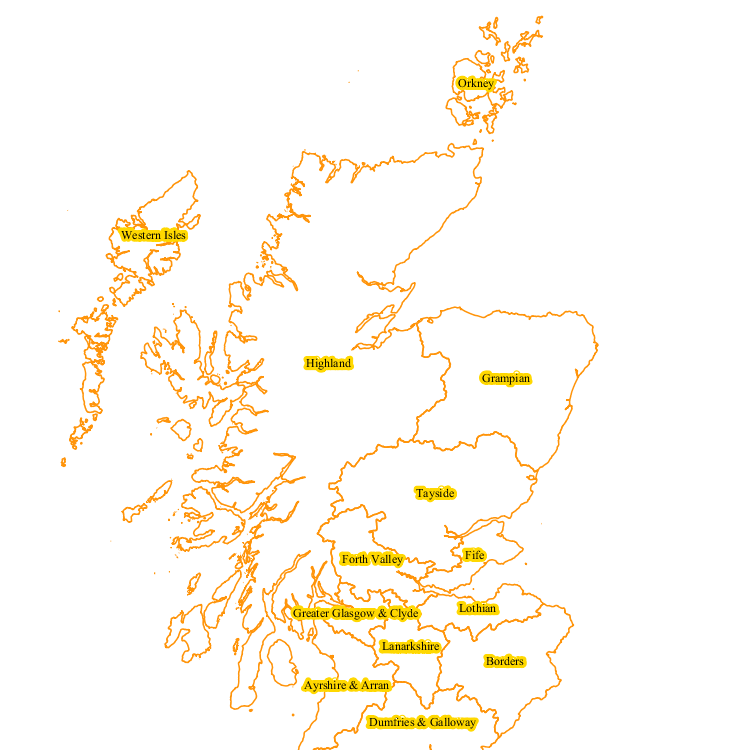 Orkney
Western Isles
Highland
Grampian
Tayside
Fife
Forth Valley
Lothian
Greater Glasgow & Clyde
Lanarkshire
Borders
Ayrshire & Arran
Dumfries & Galloway